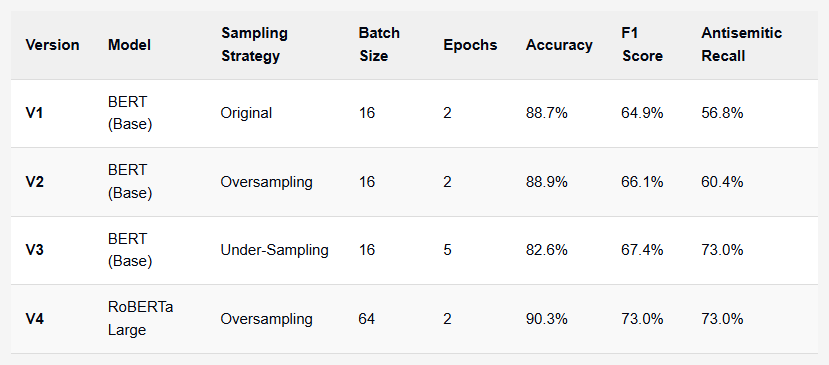 Version Model Sampling Strategy Batch Size Epochs Accuracy F1 Score Antisemitic Recall
V1 BERT (Base) Original 16 2 88.7% 64.9% 56.8%
V2 BERT (Base) Oversampling 16 2 88.9% 66.1% 60.4%
V3 BERT (Base) Under-Sampling 16 5 82.6% 67.4% 73.0%
V4 RoBERTa Large Oversampling 64 2 90.3% 73.0% 73.0%